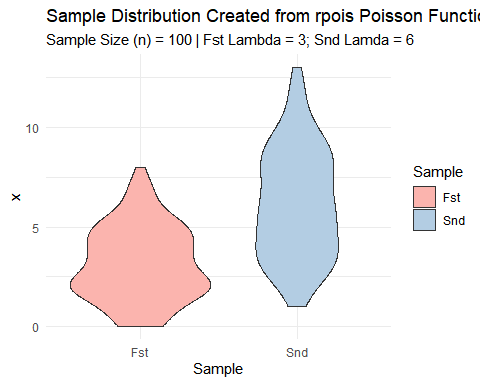 Sample Distribution Created from rpois Poisson Functi
Sample Size (n) = 100 | Fst Lambda = 3; Snd Lamda = 6
10
5
0
x
Fst
Snd
Sample
Sample
Fst
Snd